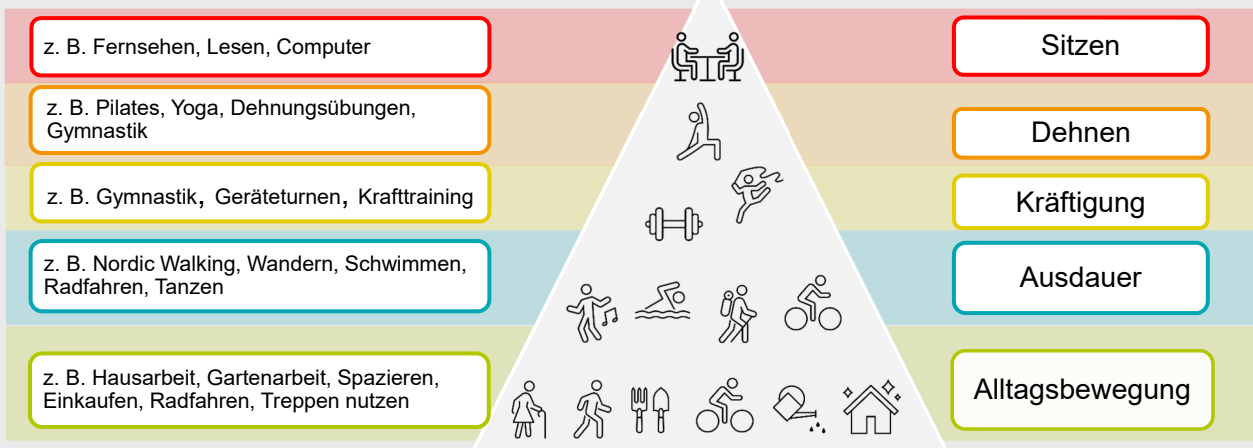 z. B. Fernsehen, Lesen, Computer
Sitzen
z. B. Pilates, Yoga, Dehnungsübungen,
Gymnastik
Dehnen
z. B. Gymnastik, Geräteturnen, Krafttraining
Kräftigung
z. B. Nordic Walking, Wandern, Schwimmen,
Radfahren, Tanzen
Ausdauer
z. B. Hausarbeit, Gartenarbeit, Spazieren,
Einkaufen, Radfahren, Treppen nutzen
Alltagsbewegung